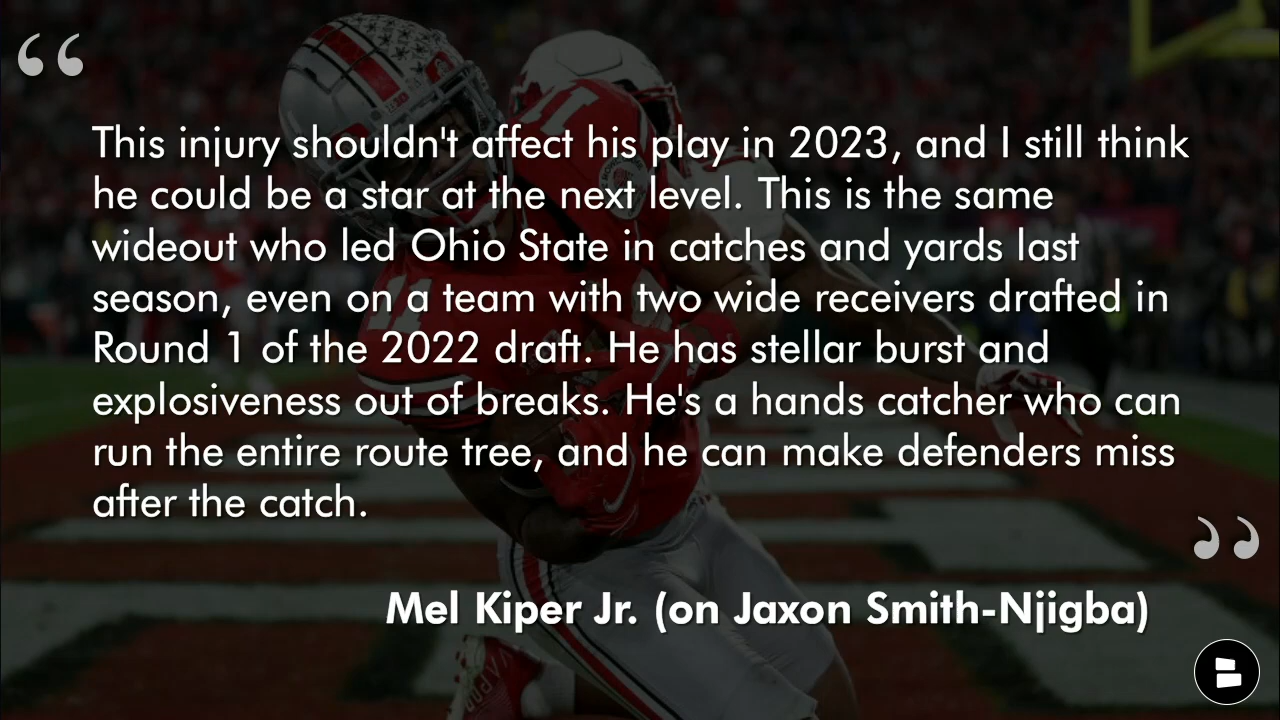 “
This injury shouldn't affect his play in 2023, and I still think
he could be a star at the next level. This is the same
wideout who led Ohio State in catches and yards last
season, even on a team with two wide receivers drafted in
Round 1 of the 2022 draft. He has stellar burst and
explosiveness out of breaks. He's a hands catcher who can
run the entire route tree, and he can make defenders miss
after the catch.
”
Mel Kiper Jr. (on Jaxon Smith-Njigba)